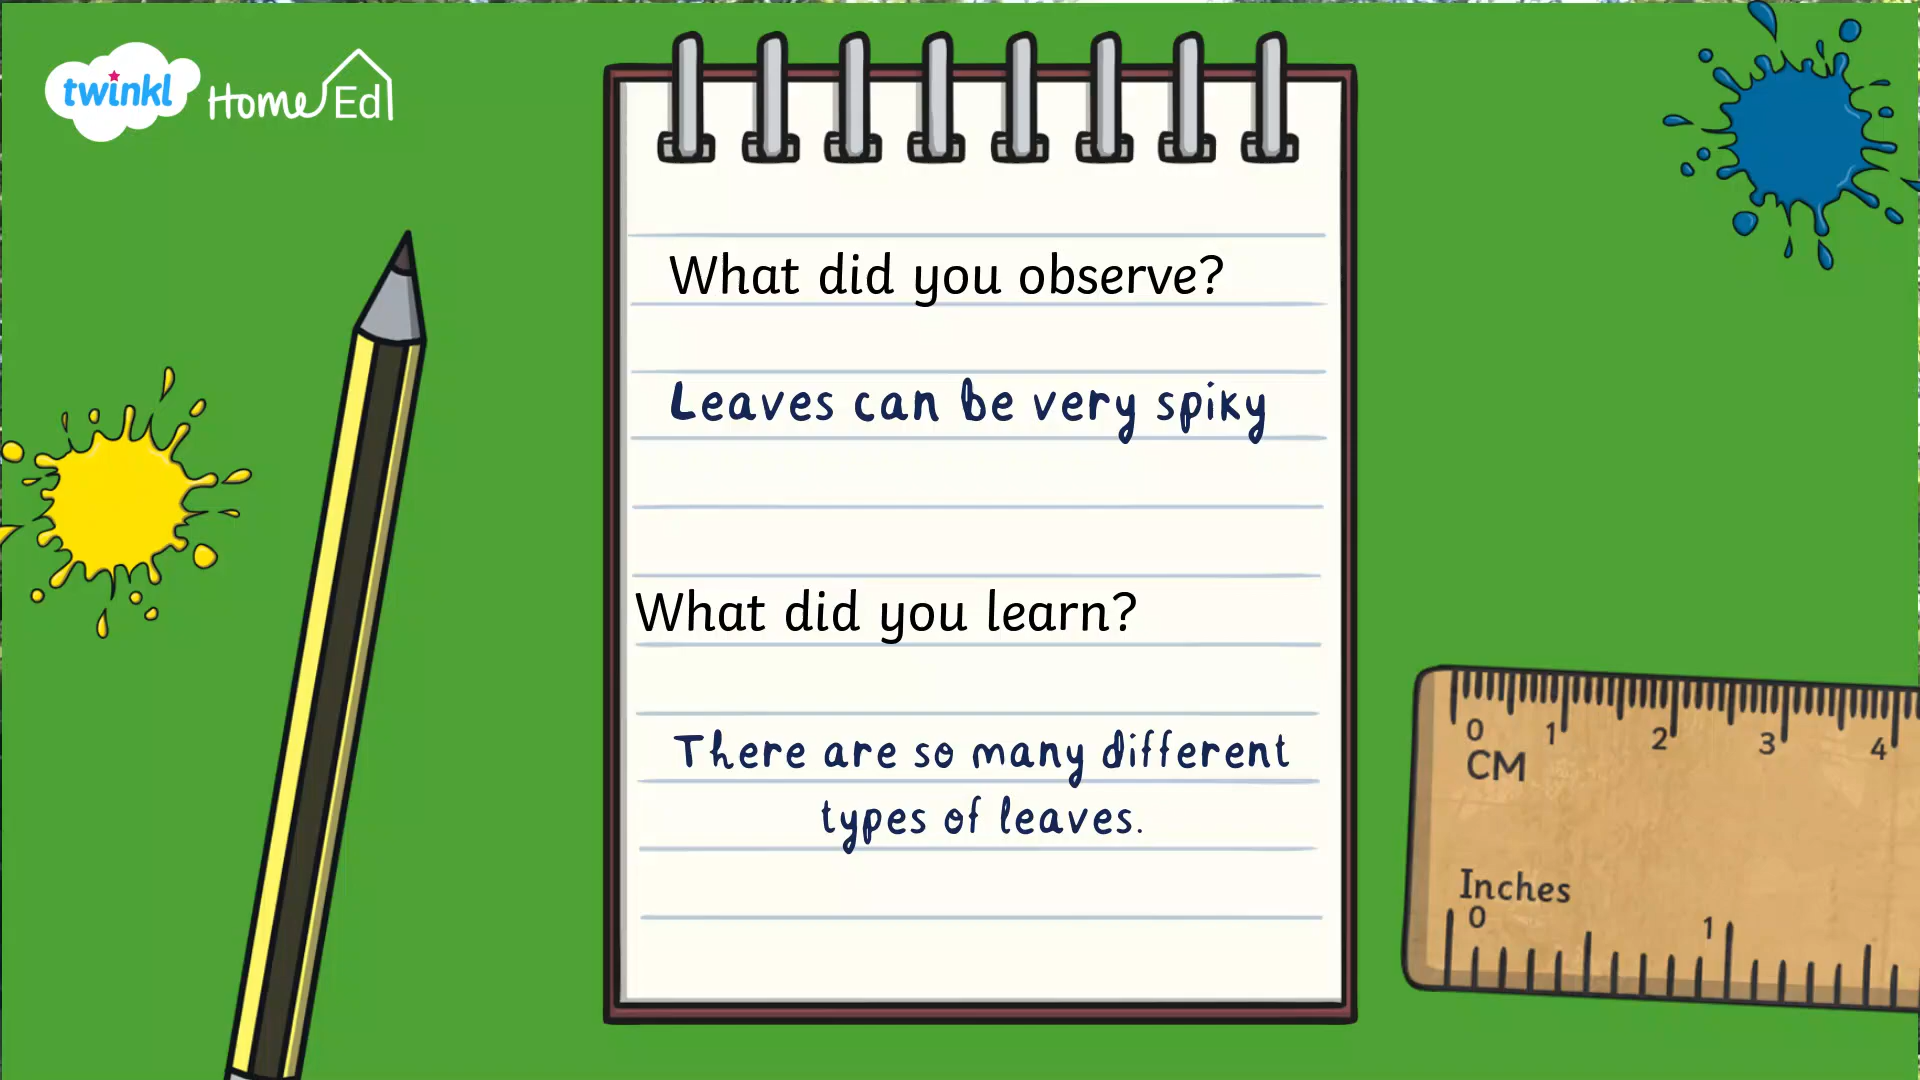 twinkl Home Ed
What did you observe?
Leaves can be very spiky
What did you learn?
There are so many different
types of leaves.
0 1 2 3 4
CM
Inches
0 1